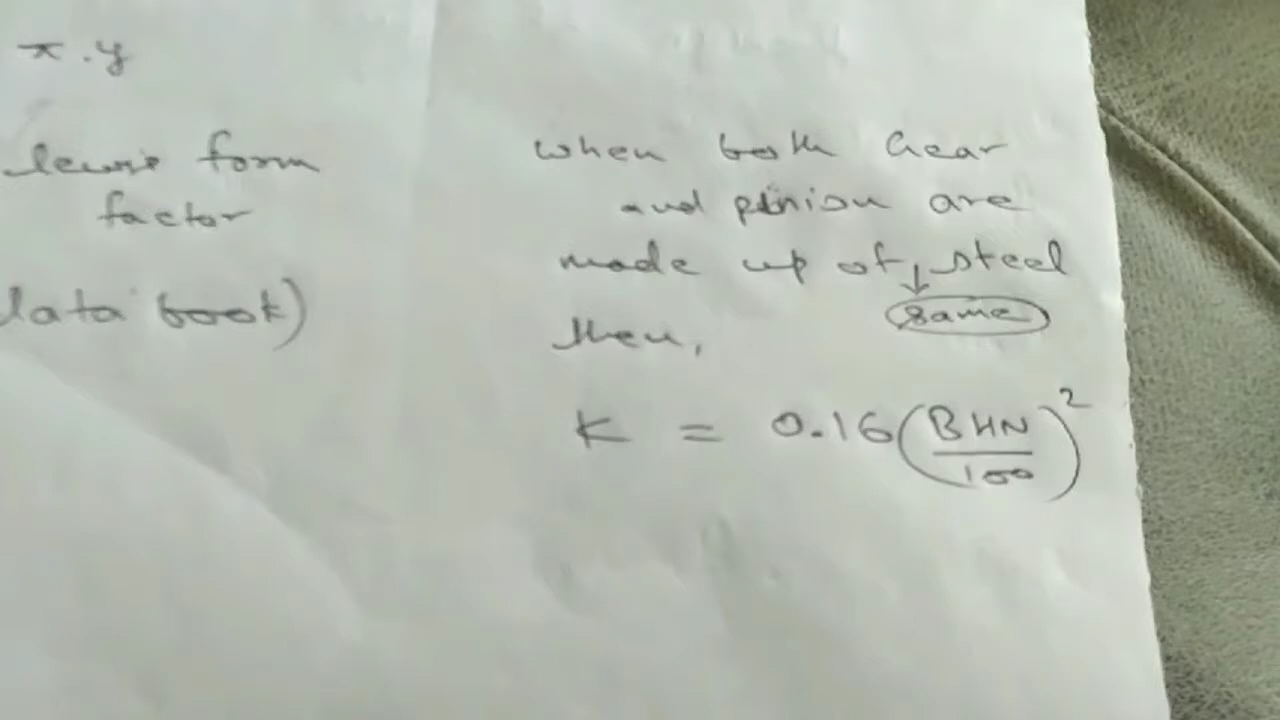 π.y
lewis form
factor
data book)
when both Gear
and pinion are
made up of, steel
same
then,
K = 0.16(BHN/100)²